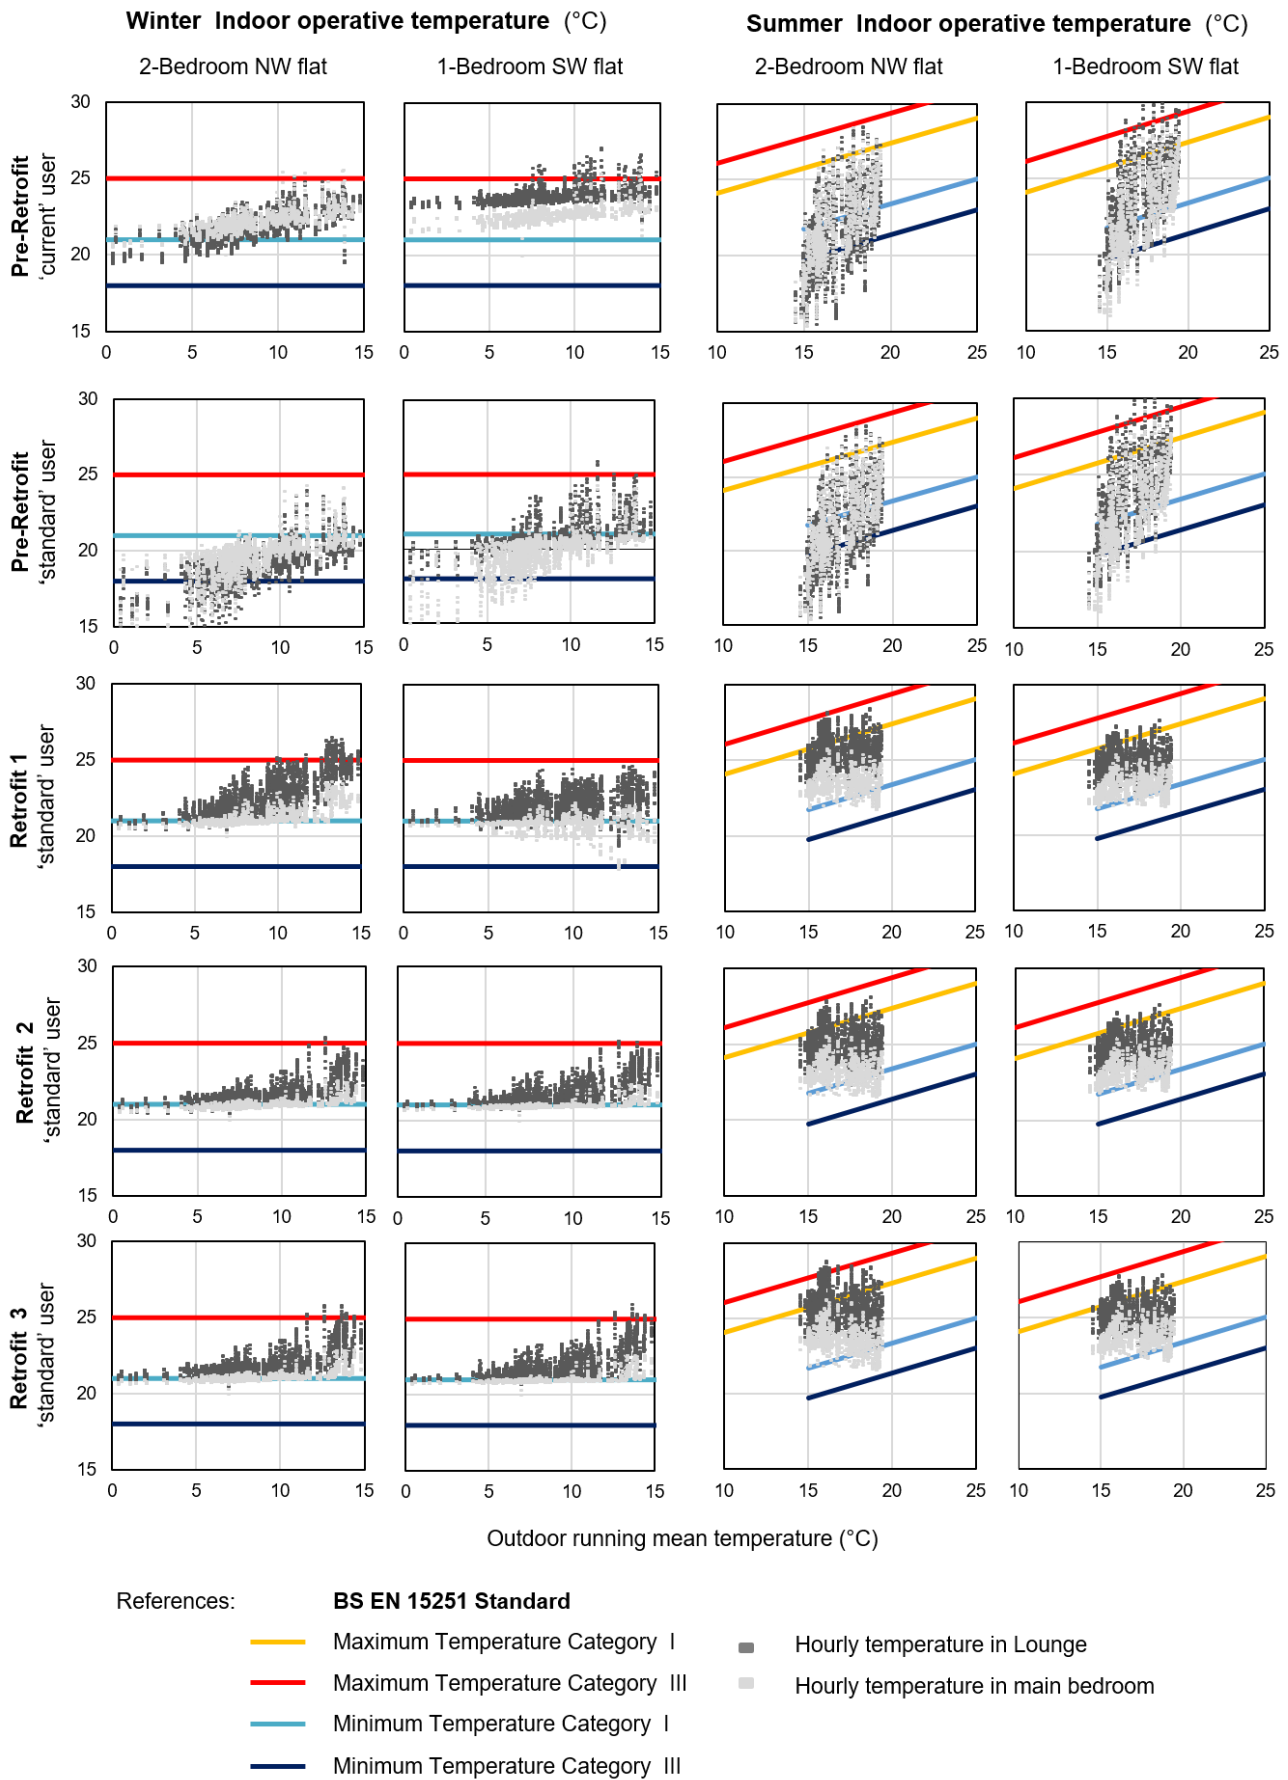 Winter Indoor operative temperature (°C)
Summer Indoor operative temperature (°C)
2-Bedroom NW flat
1-Bedroom SW flat
2-Bedroom NW flat
1-Bedroom SW flat
Pre-Retrofit
'current' user
30
25
20
15
0 5 10 15
0 5 10 15
10 15 20 25
10 15 20 25
Pre-Retrofit
'standard' user
30
25
20
15
0 5 10 15
0 5 10 15
10 15 20 25
10 15 20 25
Retrofit 1
'standard' user
30
25
20
15
0 5 10 15
0 5 10 15
10 15 20 25
10 15 20 25
Retrofit 2
'standard' user
30
25
20
15
0 5 10 15
0 5 10 15
10 15 20 25
10 15 20 25
Retrofit 3
'standard' user
30
25
20
15
0 5 10 15
0 5 10 15
10 15 20 25
10 15 20 25
Outdoor running mean temperature (°C)
References:
BS EN 15251 Standard
Maximum Temperature Category I
Maximum Temperature Category III
Minimum Temperature Category I
Minimum Temperature Category III
Hourly temperature in Lounge
Hourly temperature in main bedroom